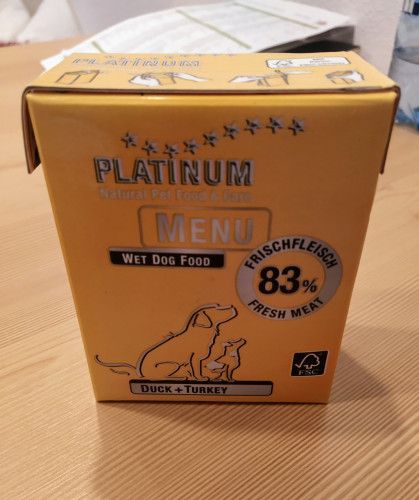 PLATINUM
PLATINUM
Natural Pet Food & Care
MENU
WET DOG FOOD
FRISCHFLEISCH
83%
FRESH MEAT
FSC
DUCK + TURKEY